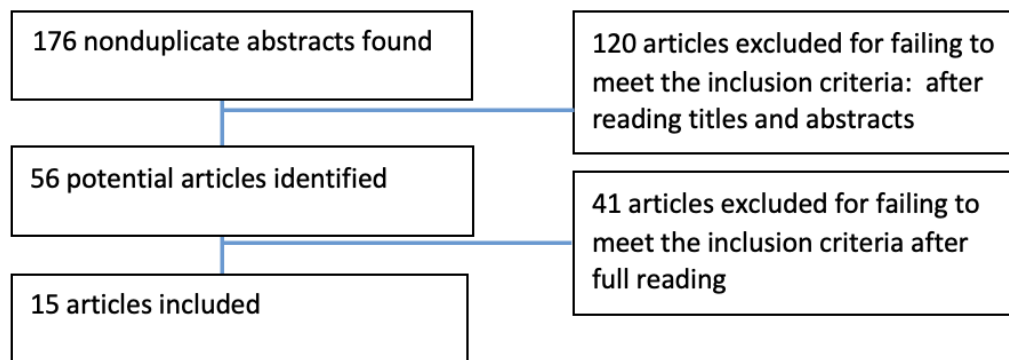 176 nonduplicate abstracts found
120 articles excluded for failing to
meet the inclusion criteria:  after
reading titles and abstracts
56 potential articles identified
41 articles excluded for failing to
meet the inclusion criteria after
full reading
15 articles included